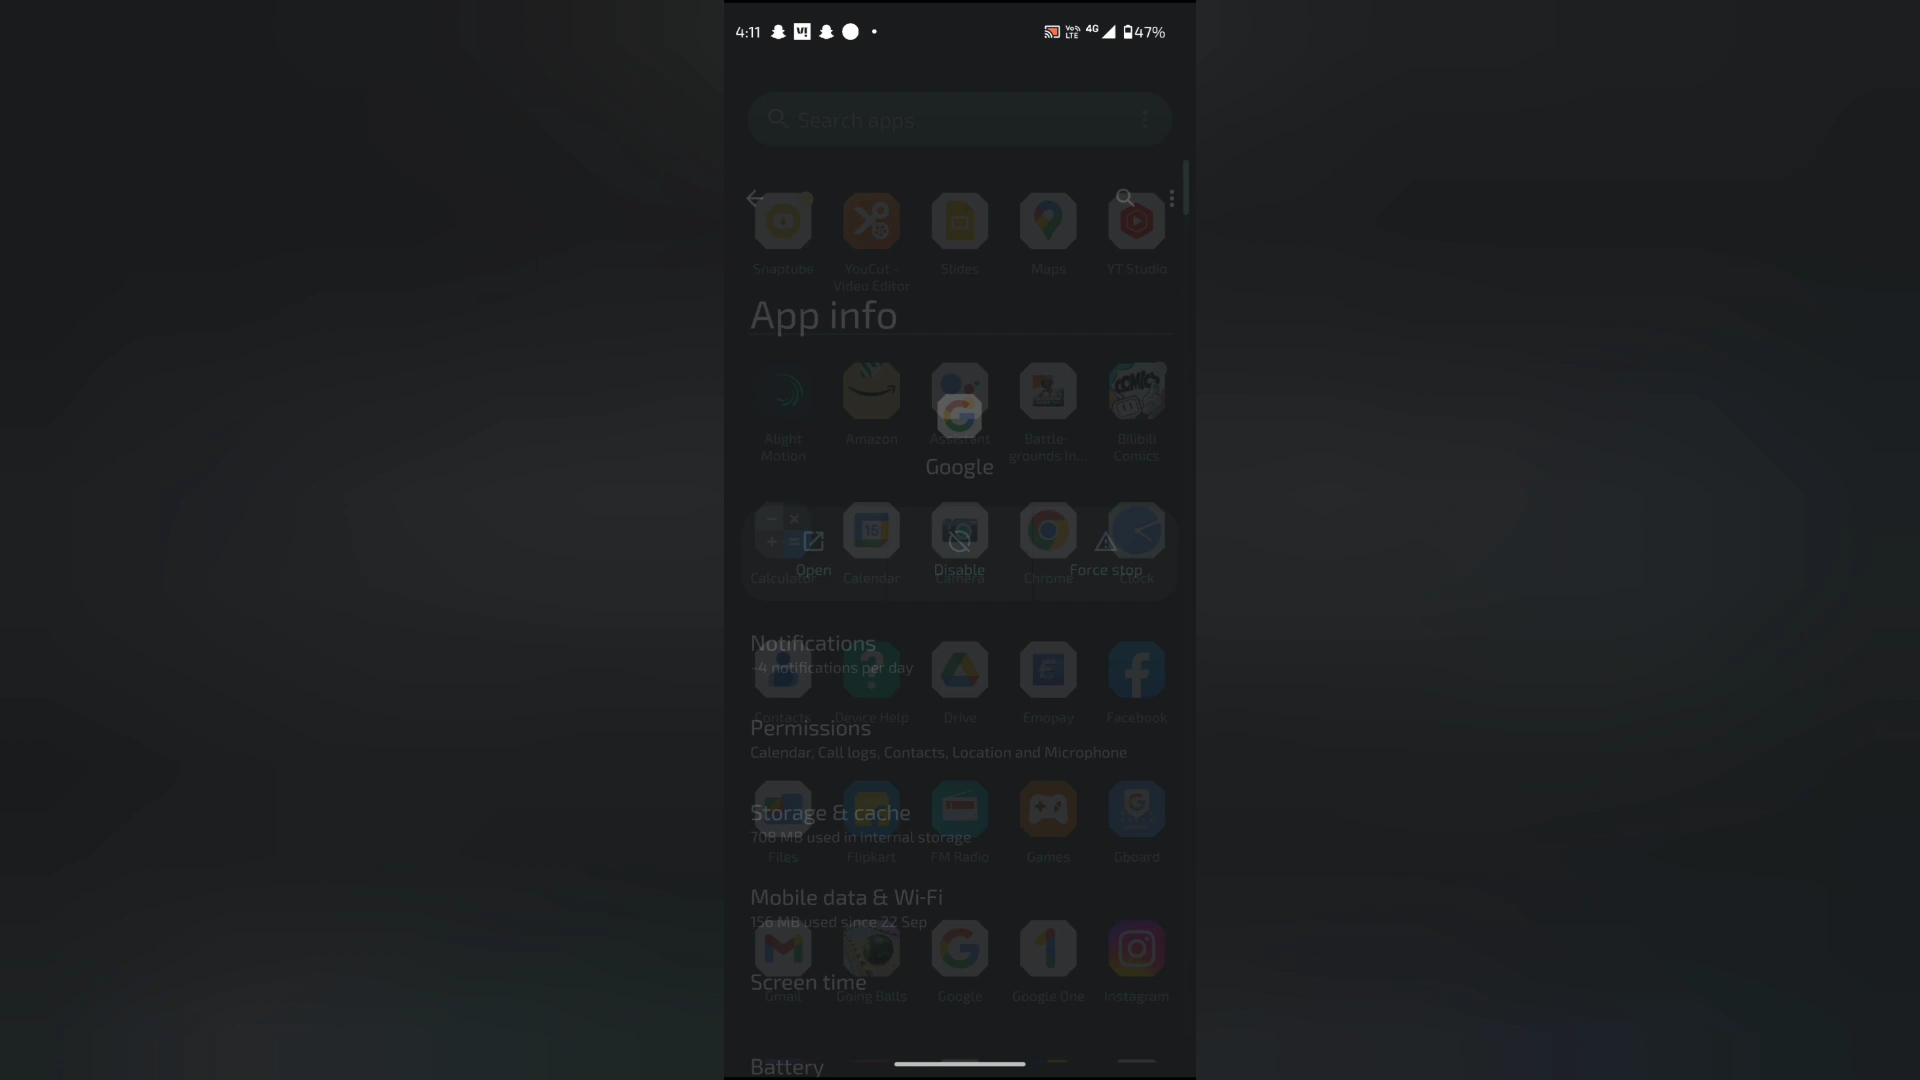 4:11
VoLTE 4G 47%
Search apps
Snaptube YouCut - Slides Maps YT Studio
Video Editor
App info
Alight Amazon Assistant Battle- Bilibili
Motion grounds In... Comics
Google
Open Disable Force stop
Calculator Calendar Camera Chrome Clock
Notifications
~4 notifications per day
Contacts Device Help Drive Emopay Facebook
Permissions
Calendar, Call logs, Contacts, Location and Microphone
Storage & cache
708 MB used in internal storage
Files Flipkart FM Radio Games Gboard
Mobile data & Wi-Fi
156 MB used since 22 Sep
Screen time
Gmail Going Balls Google Google One Instagram
Battery